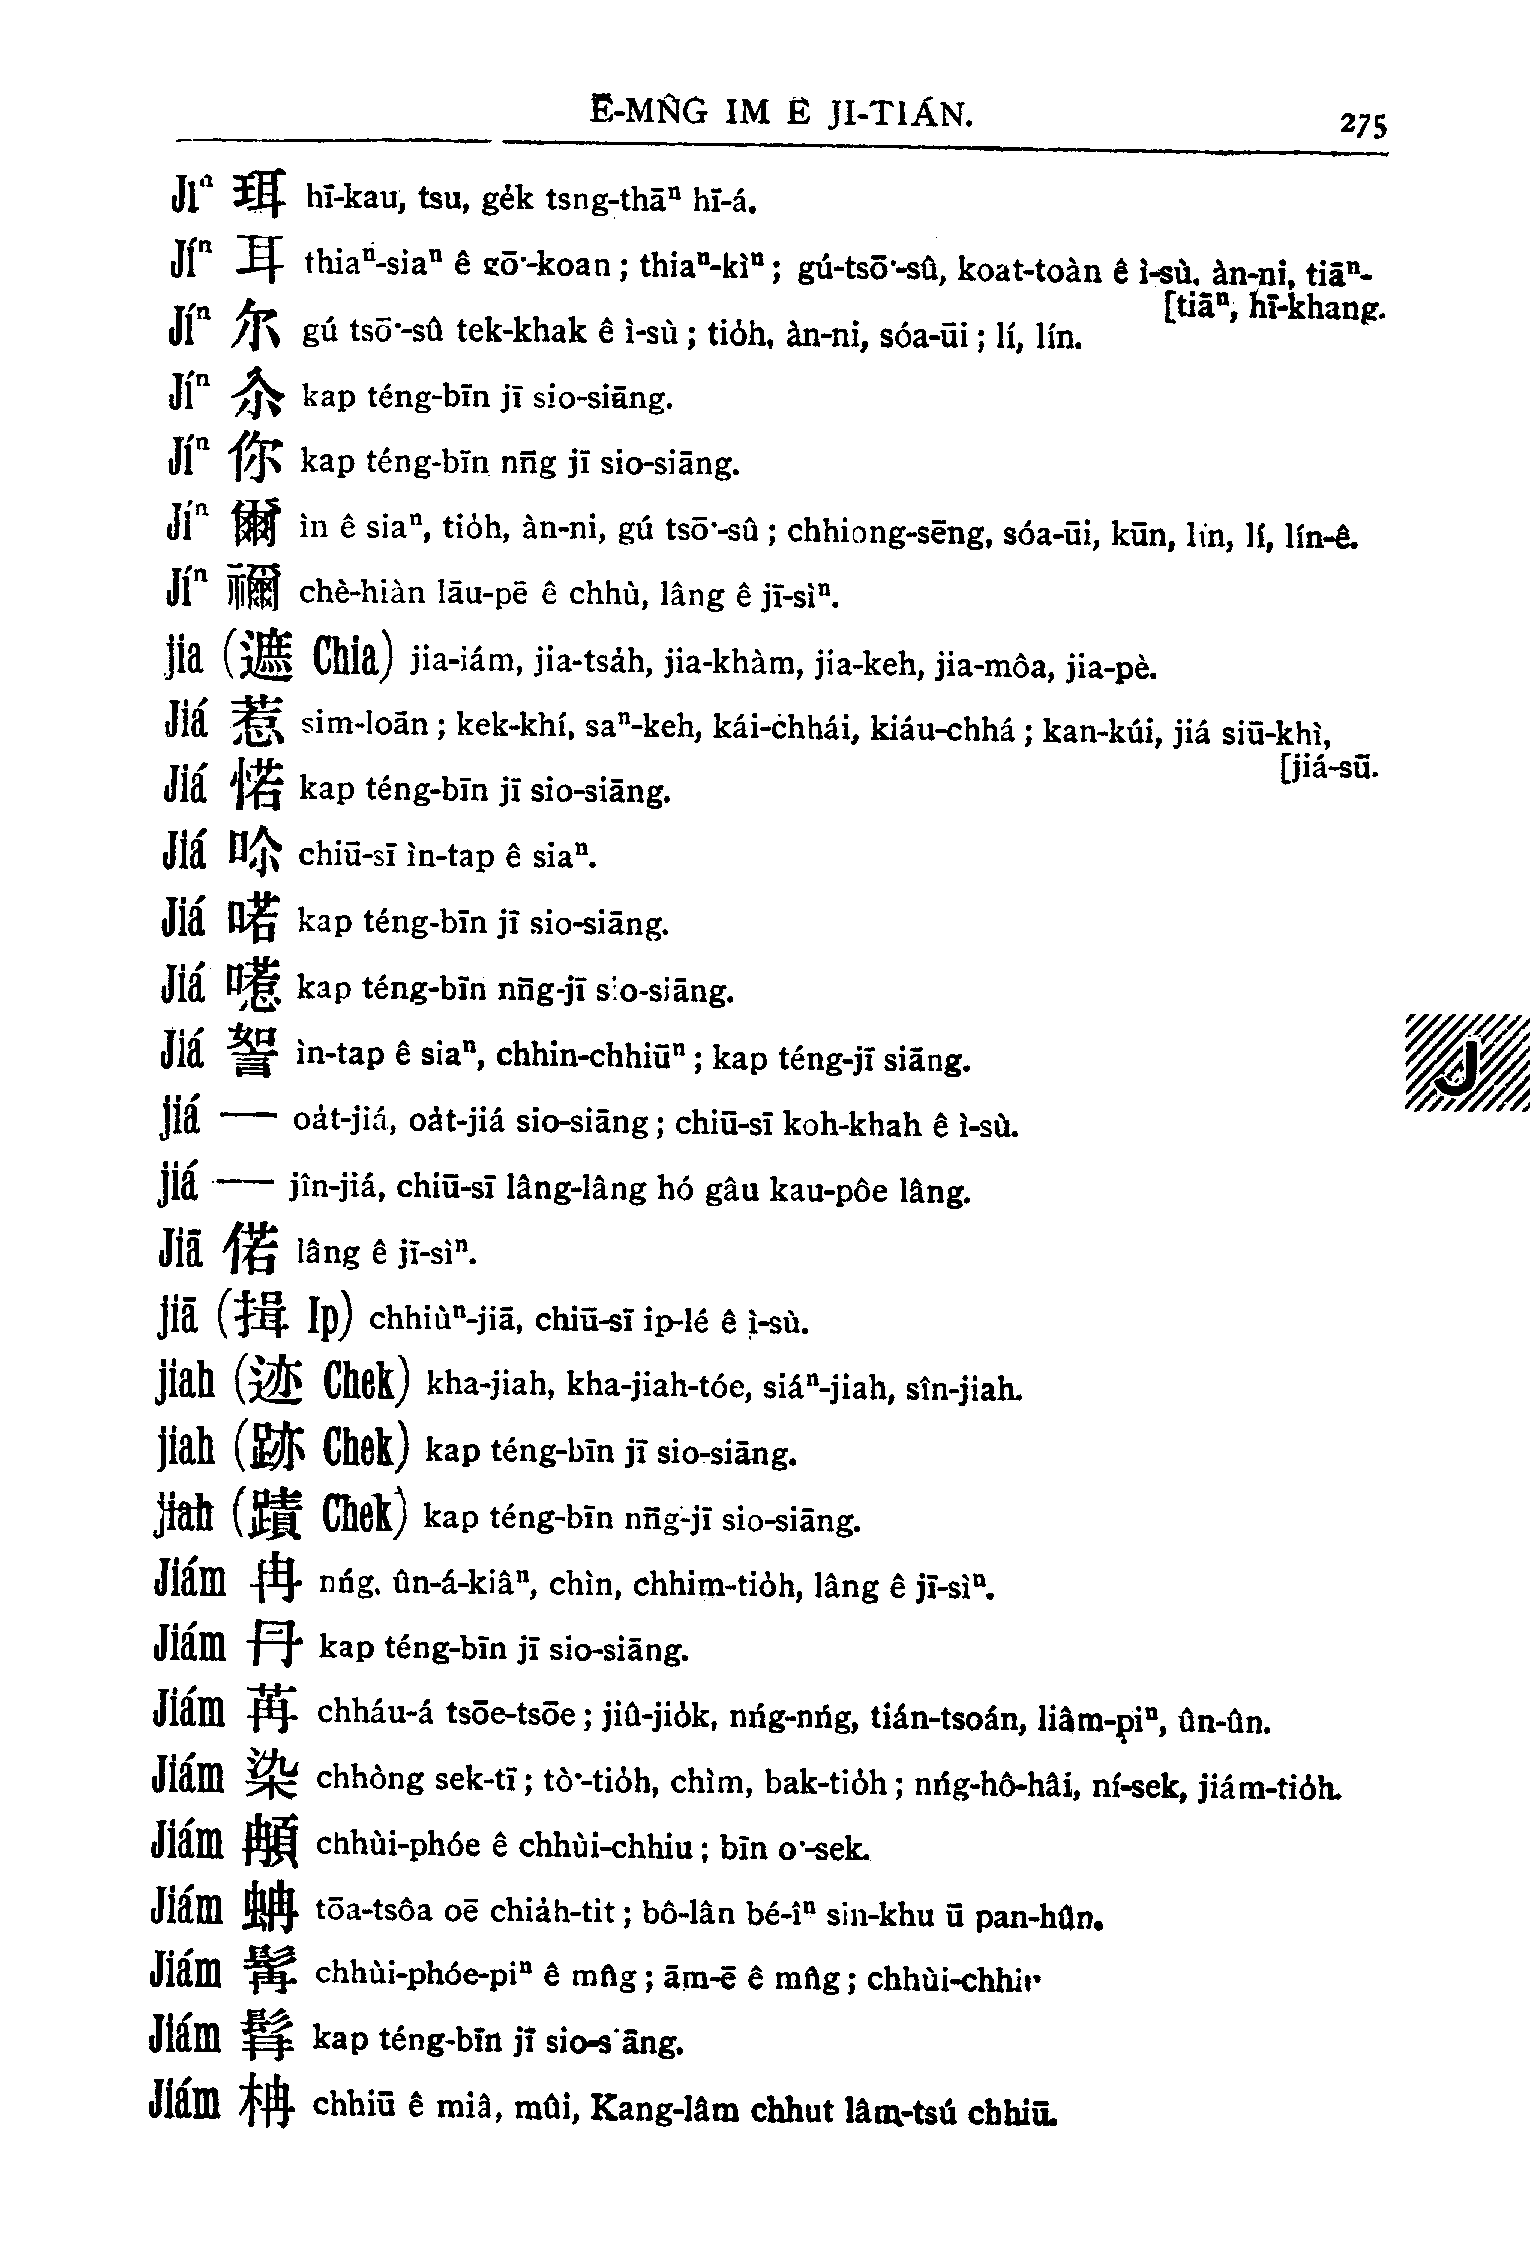 Ē-MN̂G IM Ê JĪ-TIÁN.
275
Jīⁿ 珥 hī-kau, tsu, ge̍k tsng-thāⁿ hī-á.
Jíⁿ 耳 thiaⁿ-siaⁿ ê gō͘-koan; thiaⁿ-kìⁿ; gú-tsō͘-sû, koat-toàn ê ì-sù. àn-ni, tiāⁿ-
[tiāⁿ, hī-khang.
Jíⁿ 尔 gú tsō͘-sû tek-khak ê ì-sù; tio̍h, àn-ni, sóa-ūi; lí, lín.
Jíⁿ 尒 kap téng-bīn jī sio-siāng.
Jíⁿ 你 kap téng-bīn nn̄g jī sio-siāng.
Jíⁿ 爾 ìn ê siaⁿ, tio̍h, àn-ni, gú tsō͘-sû; chhiong-sēng, sóa-ūi, kūn, lín, lí, lín-ê.
Jíⁿ 禰 chè-hiàn lāu-pē ê chhù, lâng ê jī-sìⁿ.
jia (遮 Chia) jia-iám, jia-tsa̍h, jia-khàm, jia-keh, jia-môa, jia-pè.
Jiá 惹 sim-loān; kek-khí, saⁿ-keh, kái-chhái, kiáu-chhá; kan-kúi, jiá siū-khì,
[jiá-sū.
Jiá 惹 kap téng-bīn jī sio-siāng.
Jiá 㖠 chiū-sī ìn-tap ê siaⁿ.
Jiá 喏 kap téng-bīn jī sio-siāng.
Jiá 㘃 kap téng-bīn nn̄g-jī sio-siāng.
Jiá 䛾 ìn-tap ê siaⁿ, chhin-chhiūⁿ; kap téng-jī siāng.
jiá — oa̍t-jiá, oa̍t-jiá sio-siāng; chiū-sī koh-khah ê ì-sù.
jiá — jîn-jiá, chiū-sī lâng-lâng hó gâu kau-pôe lâng.
Jiā 偌 lâng ê jī-sìⁿ.
jiā (揖 Ip) chhiùⁿ-jiā, chiū-sī ip-lé ê ì-sù.
jiah (迹 Chek) kha-jiah, kha-jiah-tóe, siáⁿ-jiah, sîn-jiah.
jiah (跡 Chek) kap téng-bīn jī sio-siāng.
jiah (蹟 Chek) kap téng-bīn nn̄g-jī sio-siāng.
Jiám 冉 nńg. ûn-á-kiâⁿ, chìn, chhim-tio̍h, lâng ê jī-sìⁿ.
Jiám 冄 kap téng-bīn jī sio-siāng.
Jiám 苒 chháu-á tsōe-tsōe; jiû-jio̍k, nńg-nńg, tián-tsoán, liâm-piⁿ, ûn-ûn.
Jiám 染 chhòng sek-tī; tò͘-tio̍h, chìm, bak-tio̍h; nńg-hô-hâi, ní-sek, jiám-tio̍h.
Jiám 䫇 chhùi-phóe ê chhùi-chhiu; bīn o͘-sek.
Jiám 蚺 tōa-tsôa oē chia̍h-tit; bô-lân bé-îⁿ sin-khu ū pan-hûn.
Jiám 髯 chhùi-phóe-piⁿ ê mn̂g; ām-ē ê mn̂g; chhùi-chhiu
Jiám 髥 kap téng-bīn jī sio-siāng.
Jiám 枏 chhiū ê miâ, mûi, Kang-lâm chhut lâm-tsú chhiū.
J